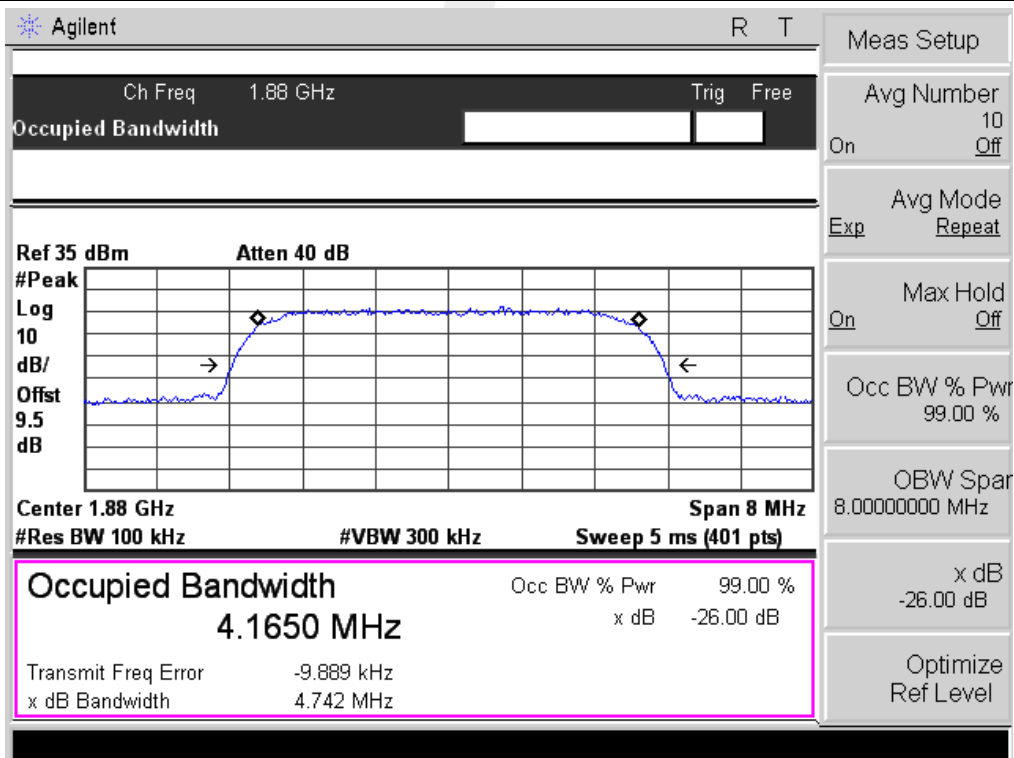 Agilent R T
Ch Freq 1.88 GHz Trig Free
Occupied Bandwidth
Ref 35 dBm Atten 40 dB
#Peak
Log
10
dB/
Offst
9.5
dB
Center 1.88 GHz Span 8 MHz
#Res BW 100 kHz #VBW 300 kHz Sweep 5 ms (401 pts)
Occupied Bandwidth Occ BW % Pwr 99.00 %
4.1650 MHz x dB -26.00 dB
Transmit Freq Error -9.889 kHz
x dB Bandwidth 4.742 MHz
Meas Setup
Avg Number
10
On Off
Avg Mode
Exp Repeat
Max Hold
On Off
Occ BW % Pwr
99.00 %
OBW Span
8.00000000 MHz
x dB
-26.00 dB
Optimize
Ref Level